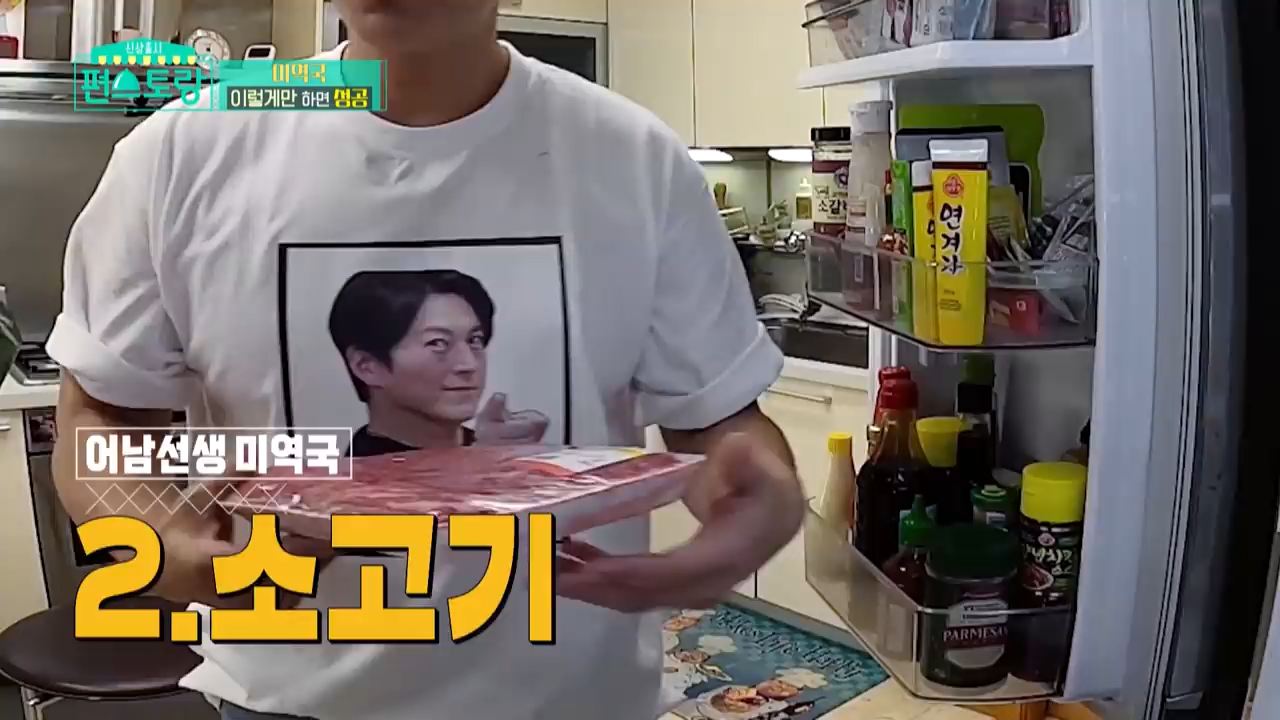 신상출시
편스토랑
미역국
이렇게만 하면 성공
어남선생 미역국
2.소고기
소갈비
연겨자
PARMESAN